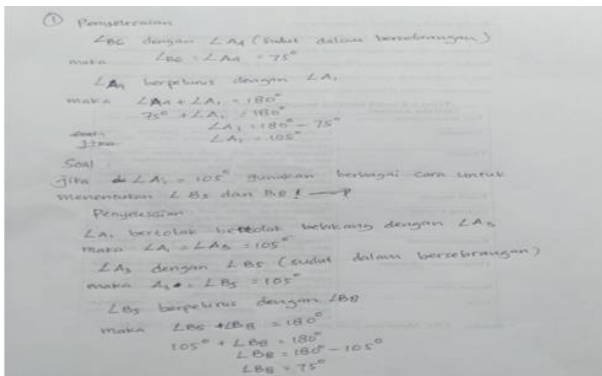 ① Penyelesaian
∠B6 dengan ∠A4 (sudut dalam bersebrangan)
maka ∠B6 = ∠A4 = 75°
∠A4 berpelurus dengan ∠A1
maka ∠A4 + ∠A1 = 180°
75° + ∠A1 = 180°
∠A1 = 180° - 75°
∠A1 = 105°
Jika
Soal
Jika ∠A1 = 105° gunakan berbagai cara untuk
menentukan ∠B5 dan B8!
Penyelesaian
∠A1 bertolak belakang dengan ∠A3
maka ∠A1 = ∠A3 = 105°
∠A3 dengan ∠B5 (sudut dalam bersebrangan)
maka A3 = ∠B5 = 105°
∠B5 berpelurus dengan ∠B8
maka ∠B5 + ∠B8 = 180°
105° + ∠B8 = 180°
∠B8 = 180° - 105°
∠B8 = 75°